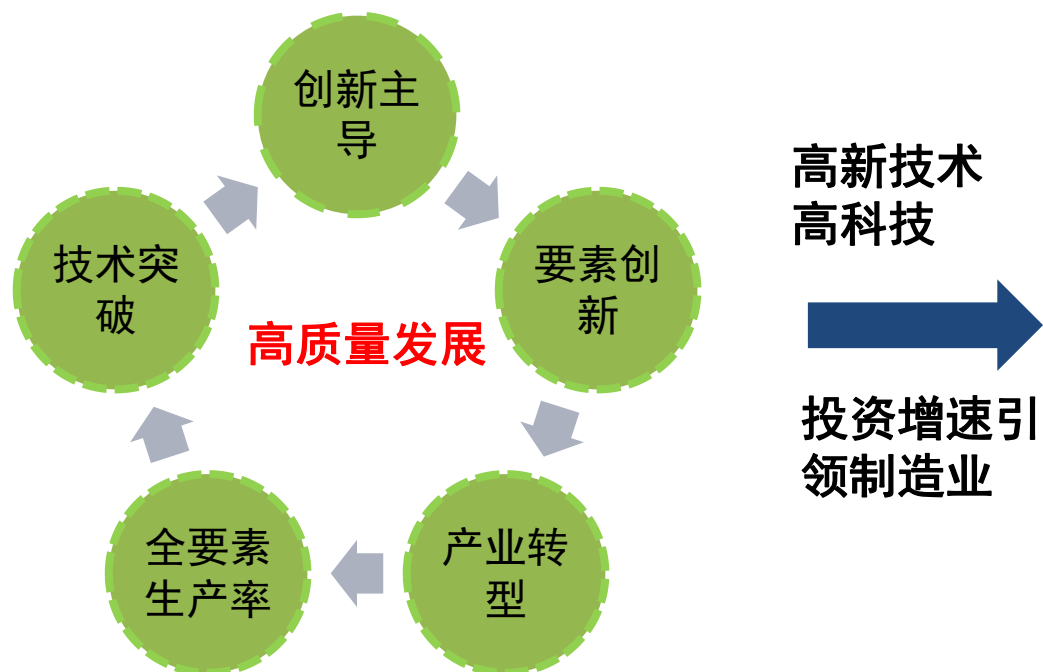 创新主
导
要素创
新
产业转
型
全要素
生产率
技术突
破
高质量发展
高新技术
高科技
投资增速引
领制造业